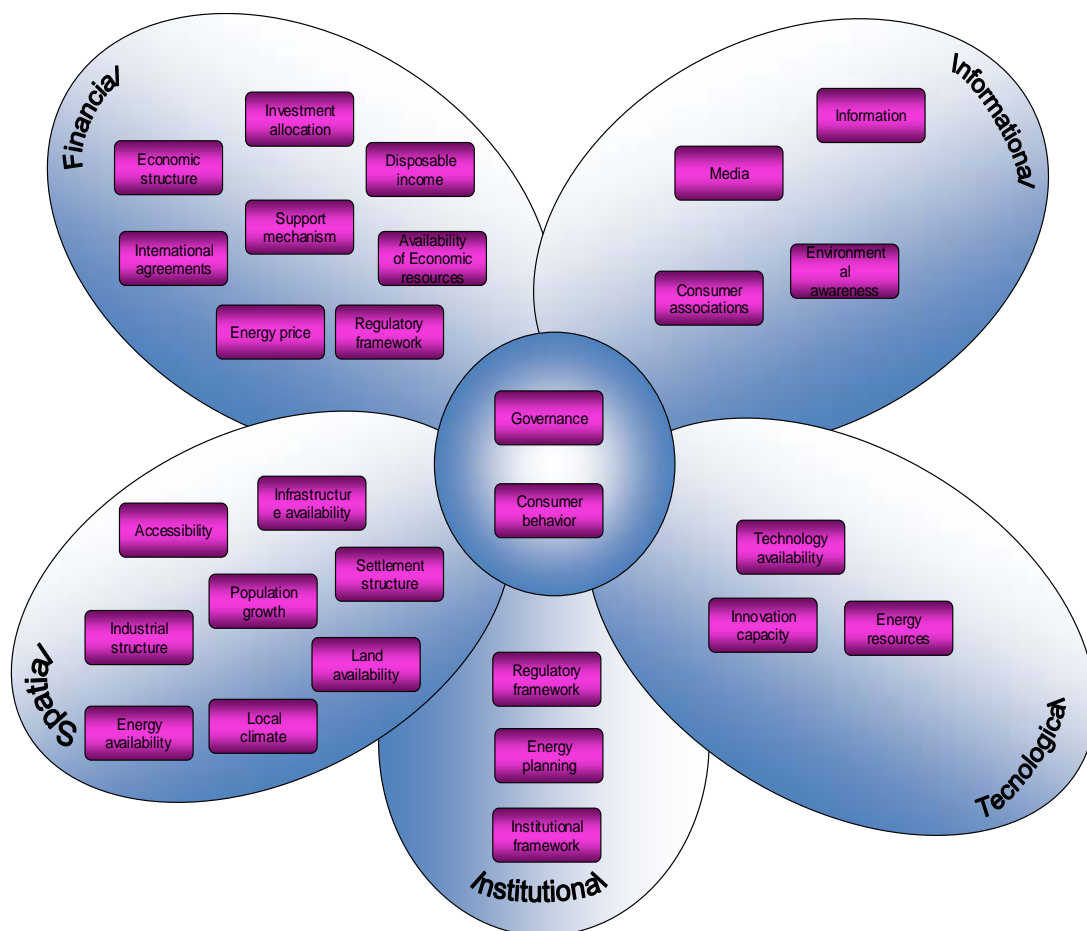 Financial
Investment
allocation
Economic
structure
Disposable
income
Support
mechanism
International
agreements
Availability
of Economic
resources
Energy price
Regulatory
framework
Informational
Information
Media
Environment
al
awareness
Consumer
associations
Governance
Consumer
behavior
Spatial
Accessibility
Infrastructur
e availability
Settlement
structure
Population
growth
Industrial
structure
Land
availability
Energy
availability
Local
climate
Tecnological
Technology
availability
Innovation
capacity
Energy
resources
Regulatory
framework
Energy
planning
Institutional
framework
Institutional